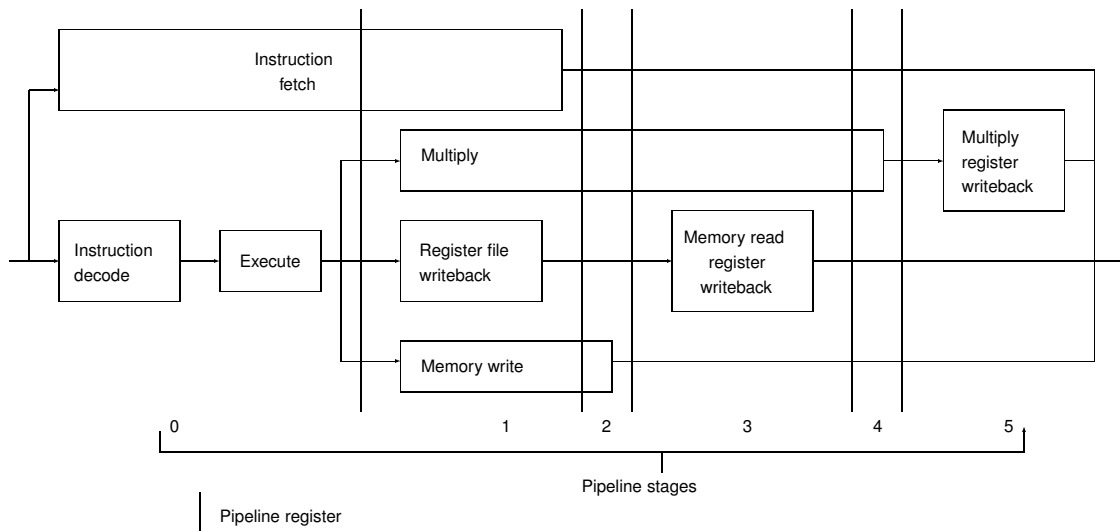 Instruction
fetch
Multiply
Multiply
register
writeback
Instruction
decode
Execute
Register file
writeback
Memory read
register
writeback
Memory write
0 1 2 3 4 5
Pipeline stages
Pipeline register